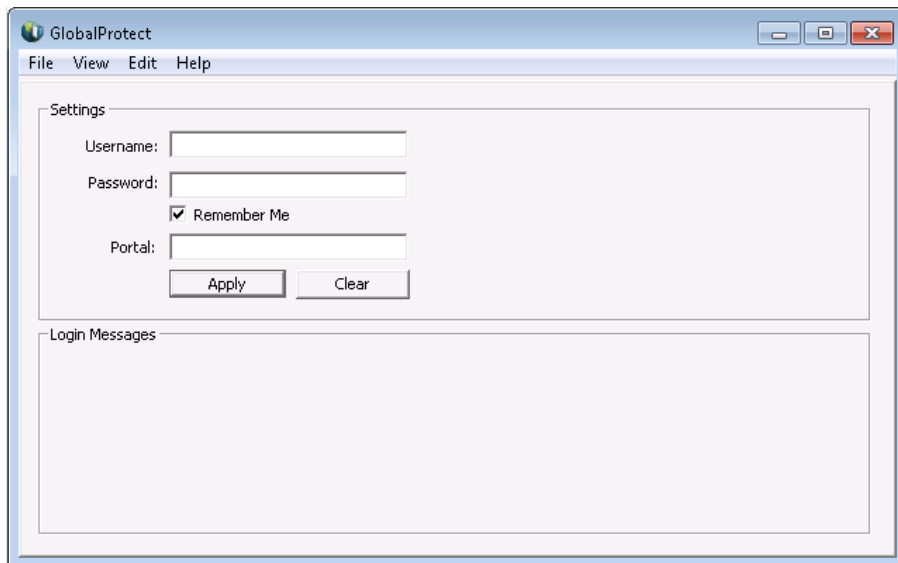 GlobalProtect
File View Edit Help
Settings
Username:
Password:
Remember Me
Portal:
Apply Clear
Login Messages